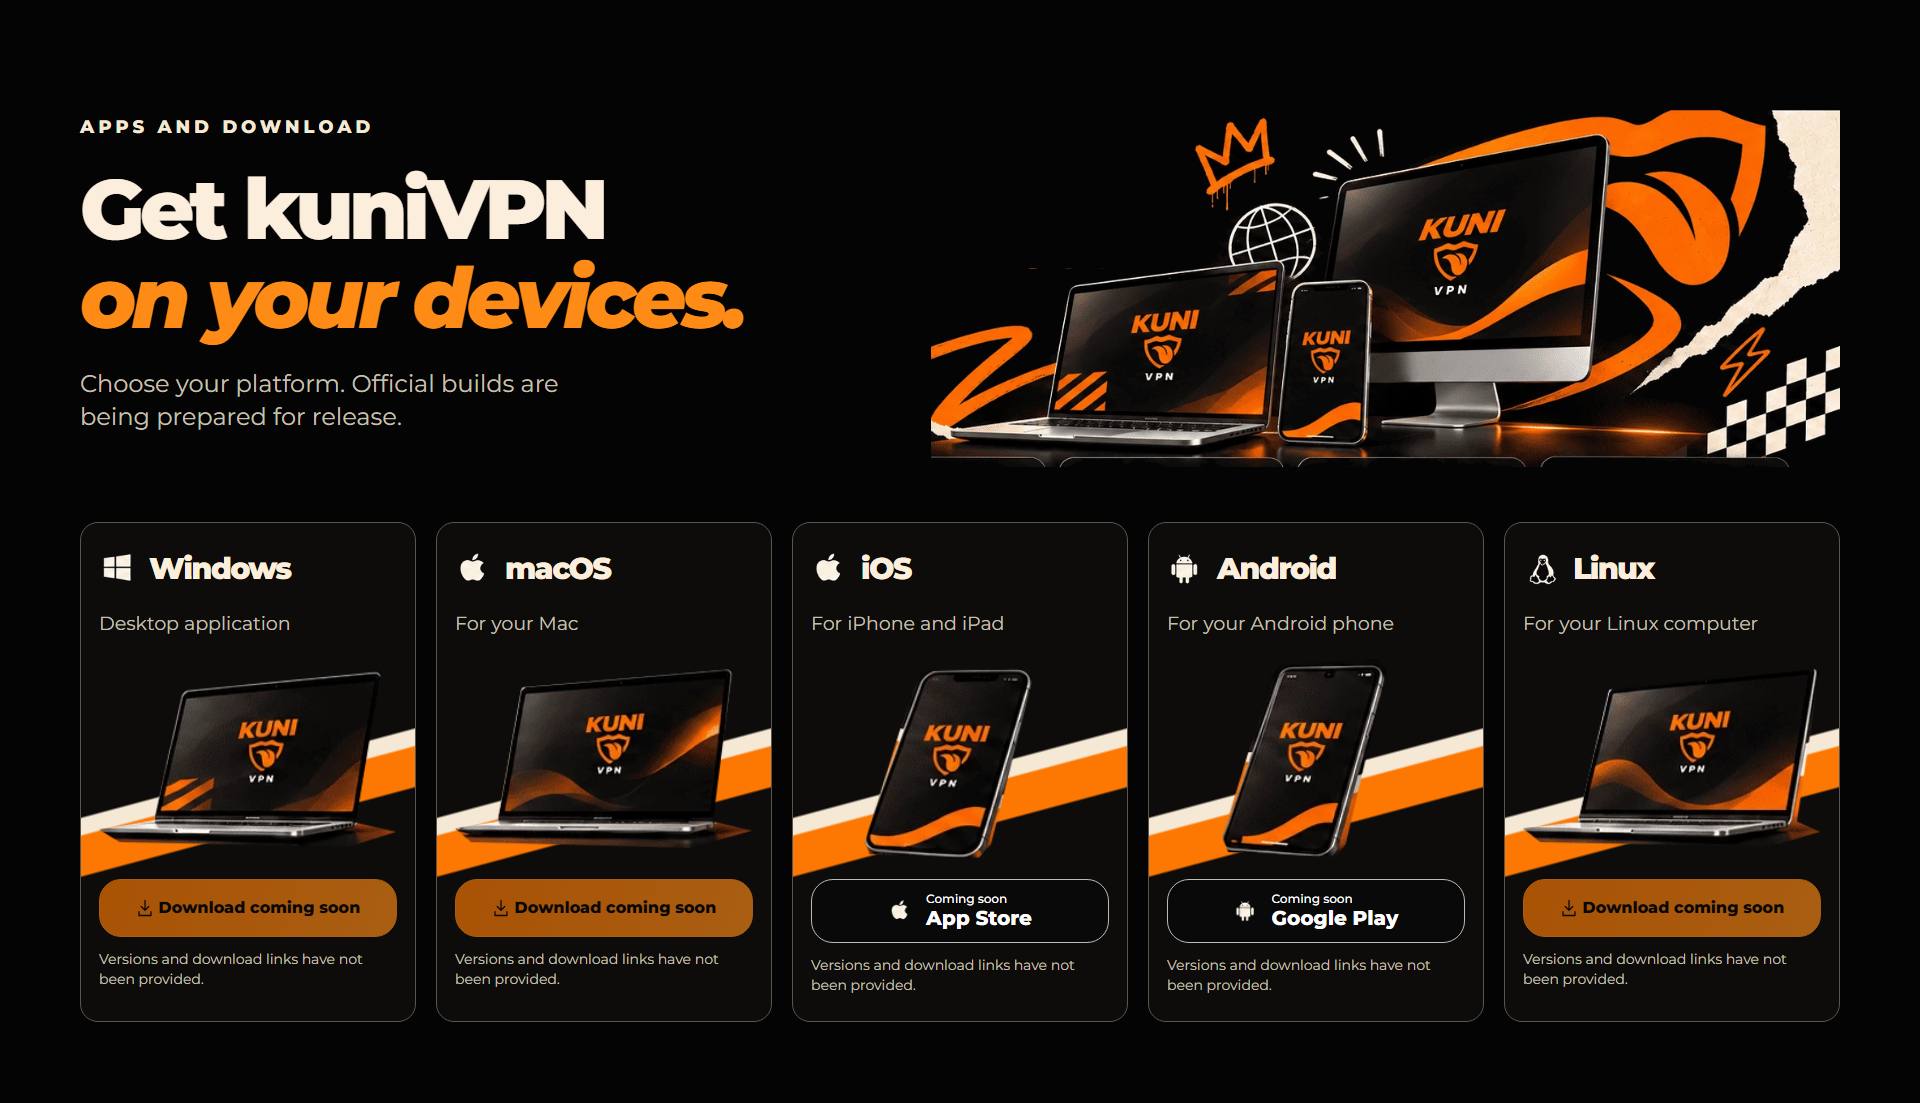 APPS AND DOWNLOAD
Get kuniVPN
on your devices.
Choose your platform. Official builds are
being prepared for release.
KUNI
VPN
KUNI
VPN
KUNI
VPN
Windows
Desktop application
KUNI
VPN
Download coming soon
Versions and download links have not
been provided.
macOS
For your Mac
KUNI
VPN
Download coming soon
Versions and download links have not
been provided.
iOS
For iPhone and iPad
KUNI
VPN
Coming soon
App Store
Versions and download links have not
been provided.
Android
For your Android phone
KUNI
VPN
Coming soon
Google Play
Versions and download links have not
been provided.
Linux
For your Linux computer
KUNI
VPN
Download coming soon
Versions and download links have not
been provided.